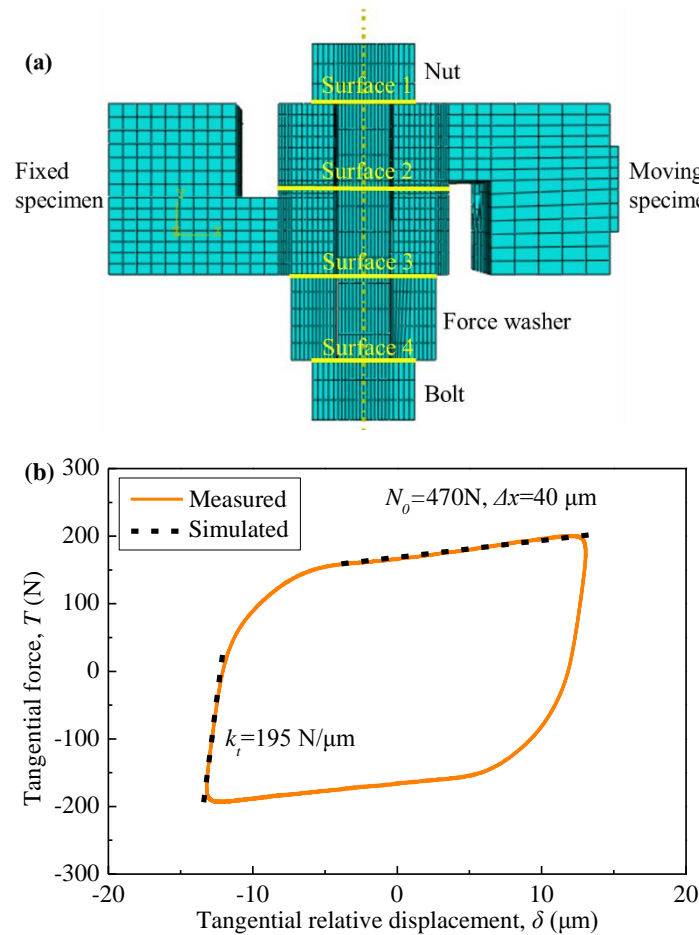 (a)
Nut
Surface 1
Fixed
specimen
Surface 2
Moving
specime
Y
X
Surface 3
Force washer
Surface 4
Bolt
(b)
300
200
100
0
-100
-200
-300
Tangential force, T (N)
Measured
Simulated
N₀=470N, Δx=40 μm
kₜ=195 N/μm
-20
-10
0
10
20
Tangential relative displacement, δ (μm)